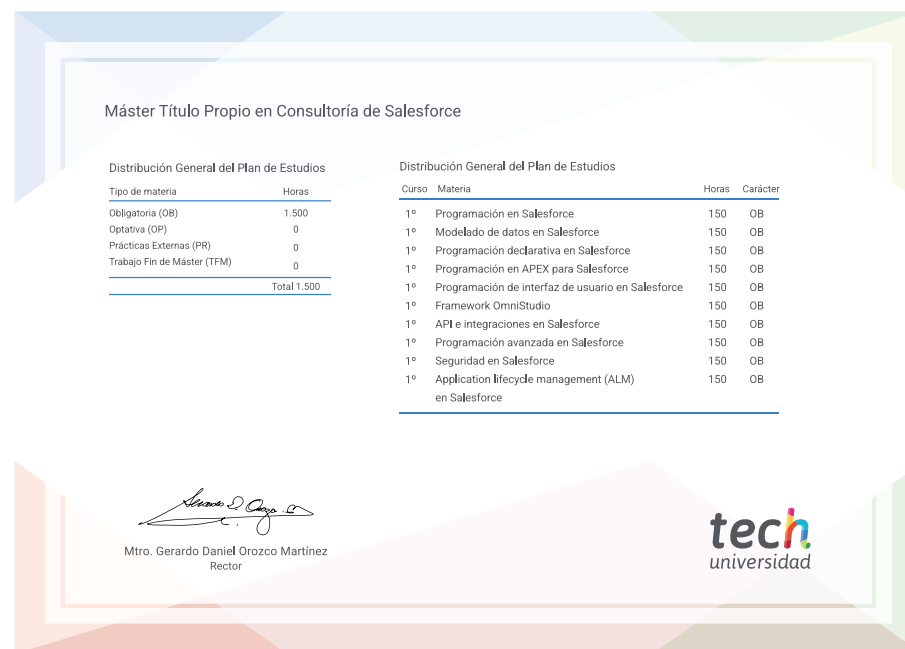 Máster Título Propio en Consultoría de Salesforce
Distribución General del Plan de Estudios
Tipo de materia Horas
Obligatoria (OB) 1.500
Optativa (OP) 0
Prácticas Externas (PR) 0
Trabajo Fin de Máster (TFM) 0
Total 1.500
Distribución General del Plan de Estudios
Curso Materia Horas Carácter
1º Programación en Salesforce 150 OB
1º Modelado de datos en Salesforce 150 OB
1º Programación declarativa en Salesforce 150 OB
1º Programación en APEX para Salesforce 150 OB
1º Programación de interfaz de usuario en Salesforce 150 OB
1º Framework OmniStudio 150 OB
1º API e integraciones en Salesforce 150 OB
1º Programación avanzada en Salesforce 150 OB
1º Seguridad en Salesforce 150 OB
1º Application lifecycle management (ALM) 150 OB
en Salesforce
Mtro. Gerardo Daniel Orozco Martínez
Rector
tech
universidad